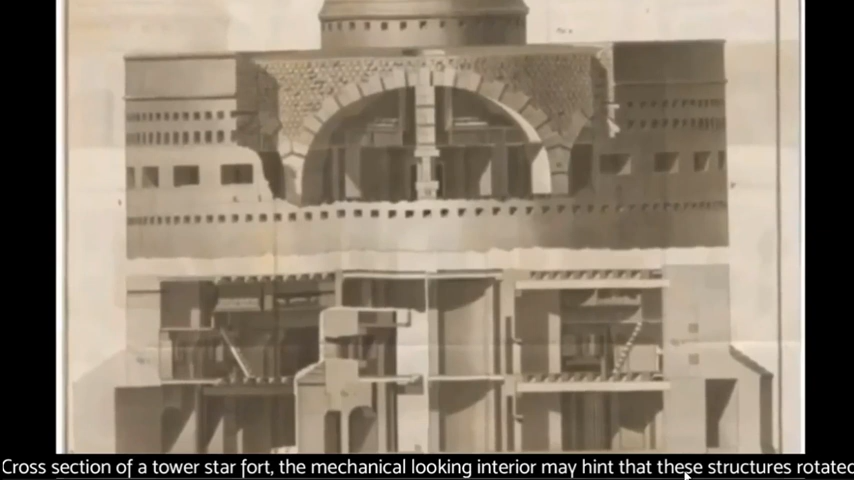 Cross section of a tower star fort, the mechanical looking interior may hint that these structures rotated